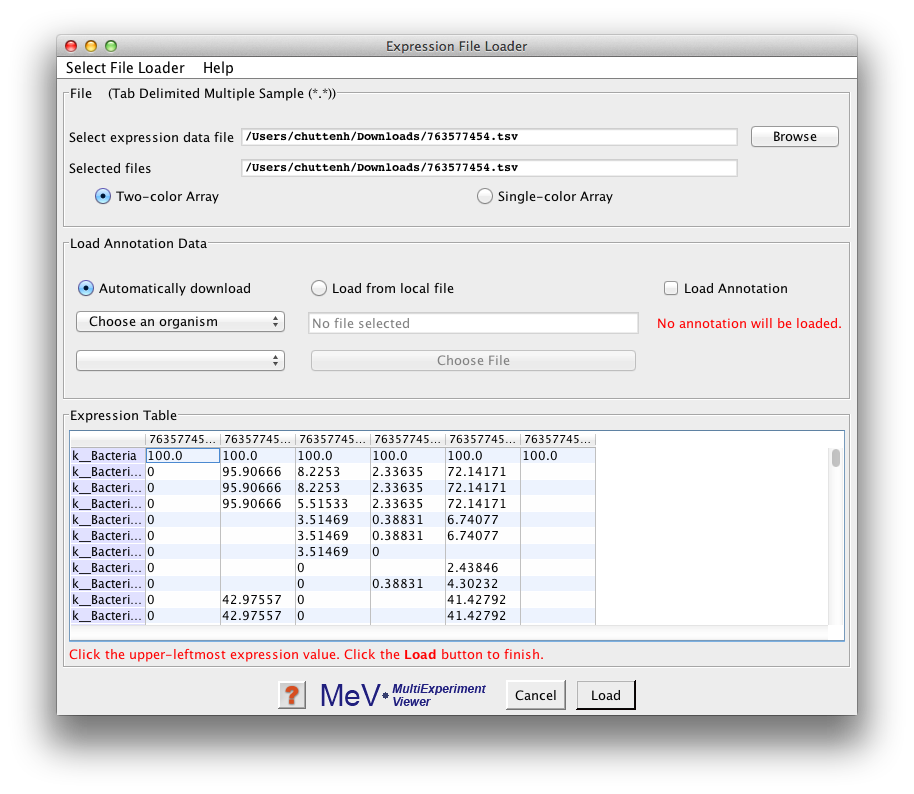 Expression File Loader
Select File Loader Help
File (Tab Delimited Multiple Sample (*.*))
Select expression data file /Users/chuttenh/Downloads/763577454.tsv Browse
Selected files /Users/chuttenh/Downloads/763577454.tsv
Two-color Array Single-color Array
Load Annotation Data
Automatically download Load from local file Load Annotation
Choose an organism No file selected No annotation will be loaded.
Choose File
Expression Table
76357745... 76357745... 76357745... 76357745... 76357745... 76357745...
k__Bacteria 100.0 100.0 100.0 100.0 100.0 100.0
k__Bacteri... 0 95.90666 8.2253 2.33635 72.14171
k__Bacteri... 0 95.90666 8.2253 2.33635 72.14171
k__Bacteri... 0 95.90666 5.51533 2.33635 72.14171
k__Bacteri... 0 3.51469 0.38831 6.74077
k__Bacteri... 0 3.51469 0.38831 6.74077
k__Bacteri... 0 3.51469 0
k__Bacteri... 0 0 2.43846
k__Bacteri... 0 0 0.38831 4.30232
k__Bacteri... 0 42.97557 0 41.42792
k__Bacteri... 0 42.97557 0 41.42792
Click the upper-leftmost expression value. Click the Load button to finish.
? MeV MultiExperiment Viewer Cancel Load